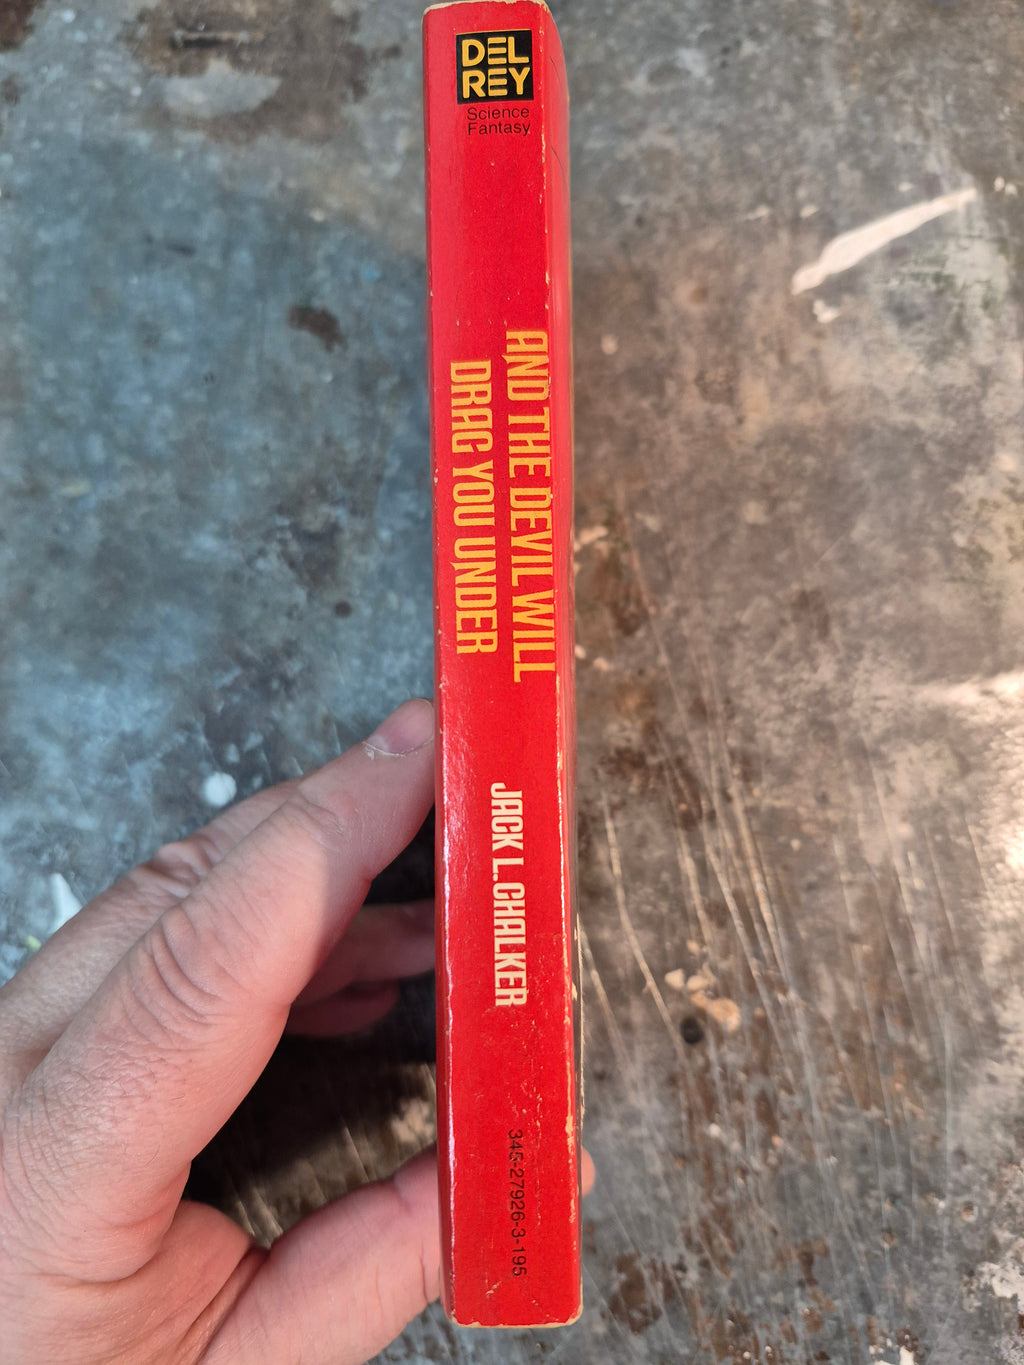 DEL
REY
Science
Fantasy
AND THE DEVIL WILL
DRAG YOU UNDER
JACK L. CHALKER
345-27926-3-195